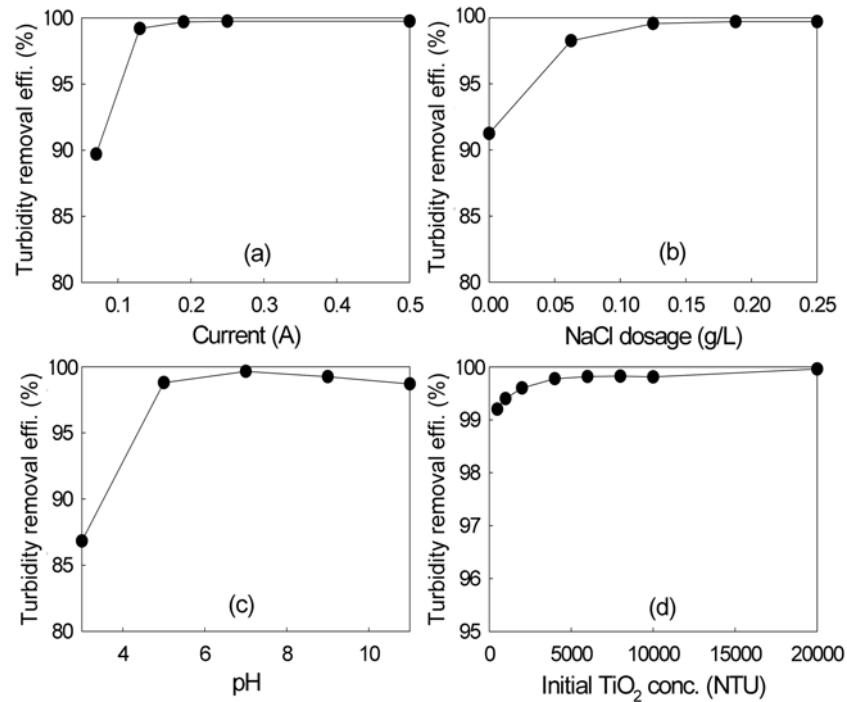 Turbidity removal effi. (%)
100
95
90
85
80
(a)
0.1 0.2 0.3 0.4 0.5
Current (A)
Turbidity removal effi. (%)
100
95
90
85
80
(b)
0.00 0.05 0.10 0.15 0.20 0.25
NaCl dosage (g/L)
Turbidity removal effi. (%)
100
95
90
85
80
(c)
4 6 8 10
pH
Turbidity removal effi. (%)
100
99
98
97
96
95
(d)
0 5000 10000 15000 20000
Initial TiO₂ conc. (NTU)